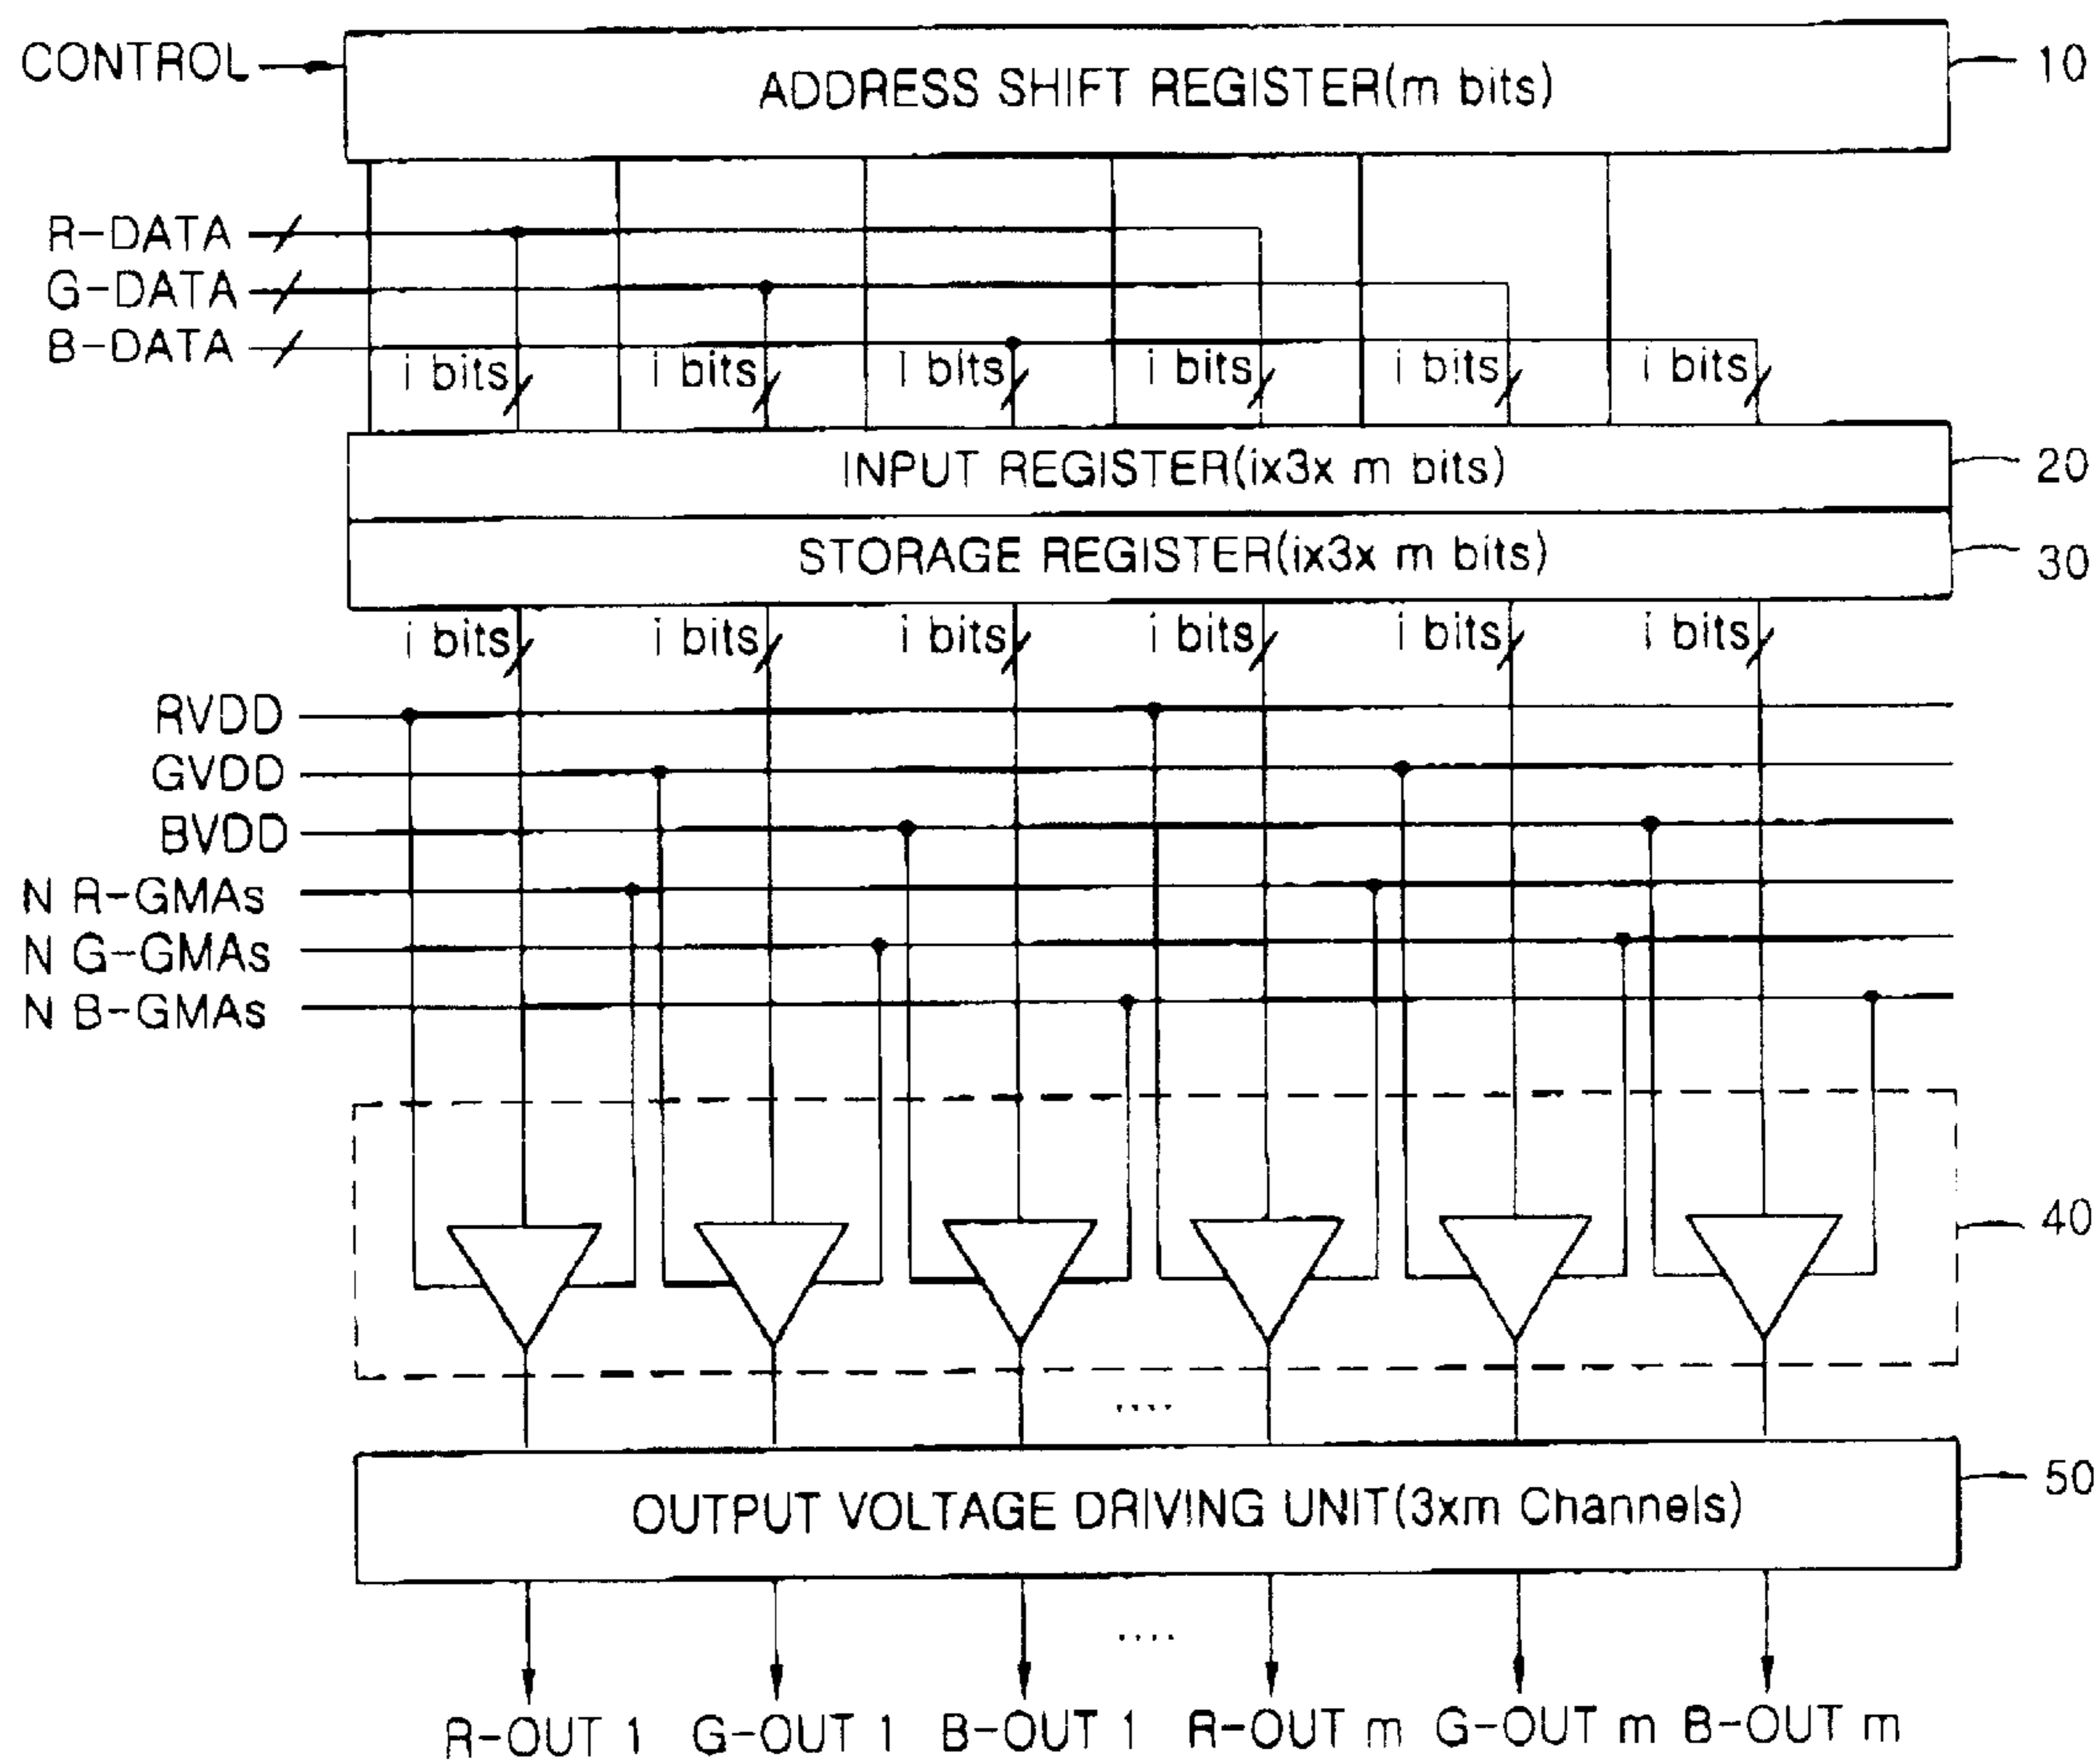 CONTROL
ADDRESS SHIFT REGISTER(m bits)
10
R-DATA
G-DATA
B-DATA
i bits i bits i bits i bits i bits i bits
INPUT REGISTER(ix3x m bits)
20
STORAGE REGISTER(ix3x m bits)
30
i bits i bits i bits i bits i bits i bits
RVDD
GVDD
BVDD
N R-GMAs
N G-GMAs
N B-GMAs
40
....
OUTPUT VOLTAGE DRIVING UNIT(3xm Channels)
50
....
R-OUT 1 G-OUT 1 B-OUT 1 R-OUT m G-OUT m B-OUT m